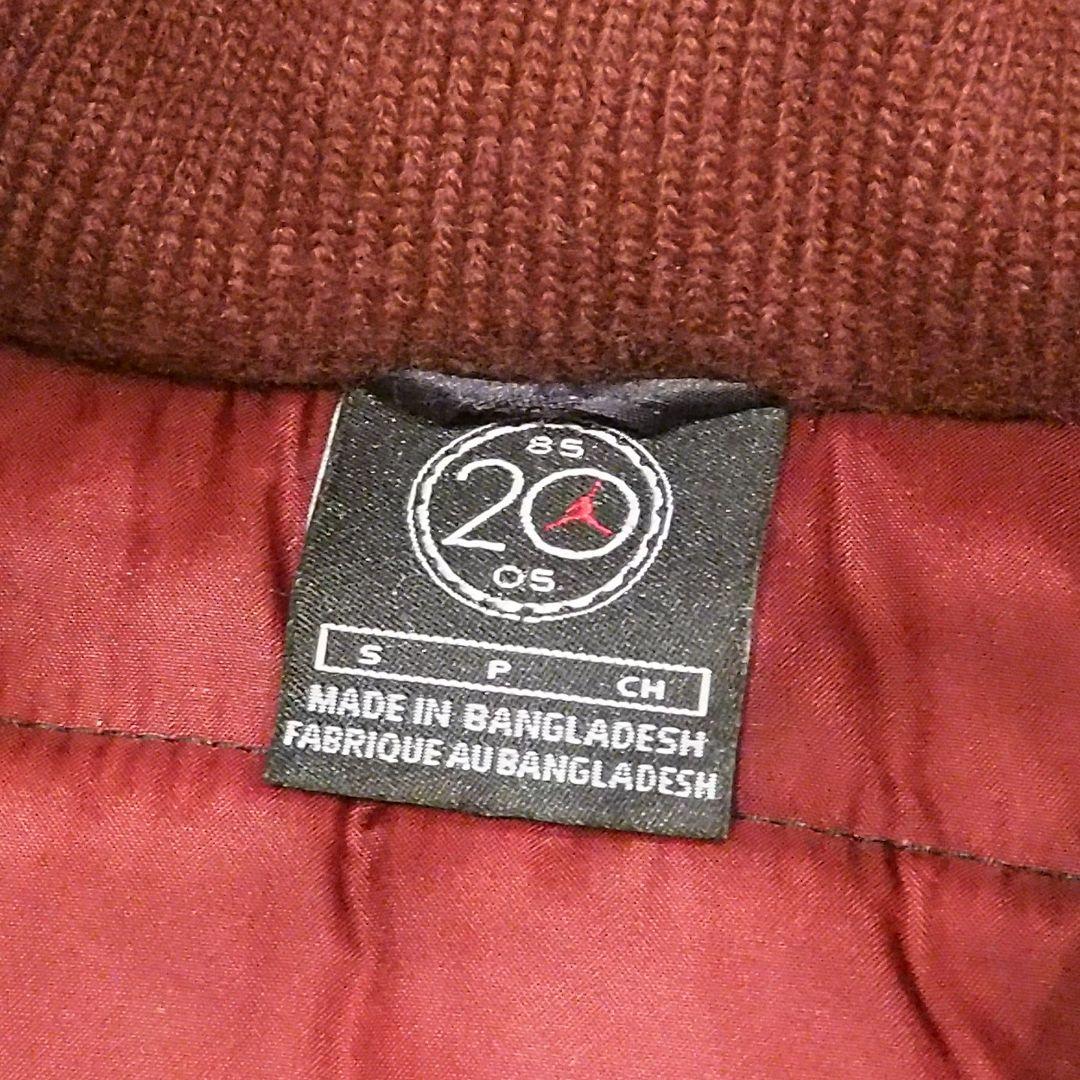 85
20
05
S P CH
MADE IN BANGLADESH
FABRIQUE AU BANGLADESH